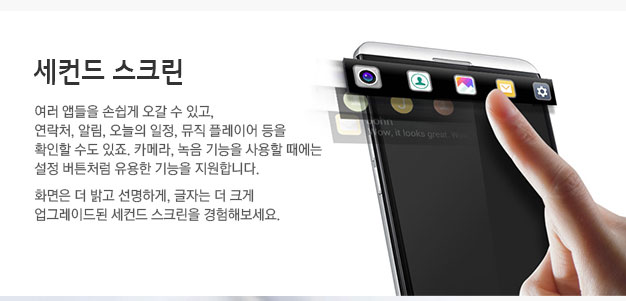 세컨드 스크린
여러 앱들을 손쉽게 오갈 수 있고,
연락처, 알림, 오늘의 일정, 뮤직 플레이어 등을
확인할 수도 있죠. 카메라, 녹음 기능을 사용할 때에는
설정 버튼처럼 유용한 기능을 지원합니다.
화면은 더 밝고 선명하게, 글자는 더 크게
업그레이드된 세컨드 스크린을 경험해보세요.
John
Wow, it looks great.